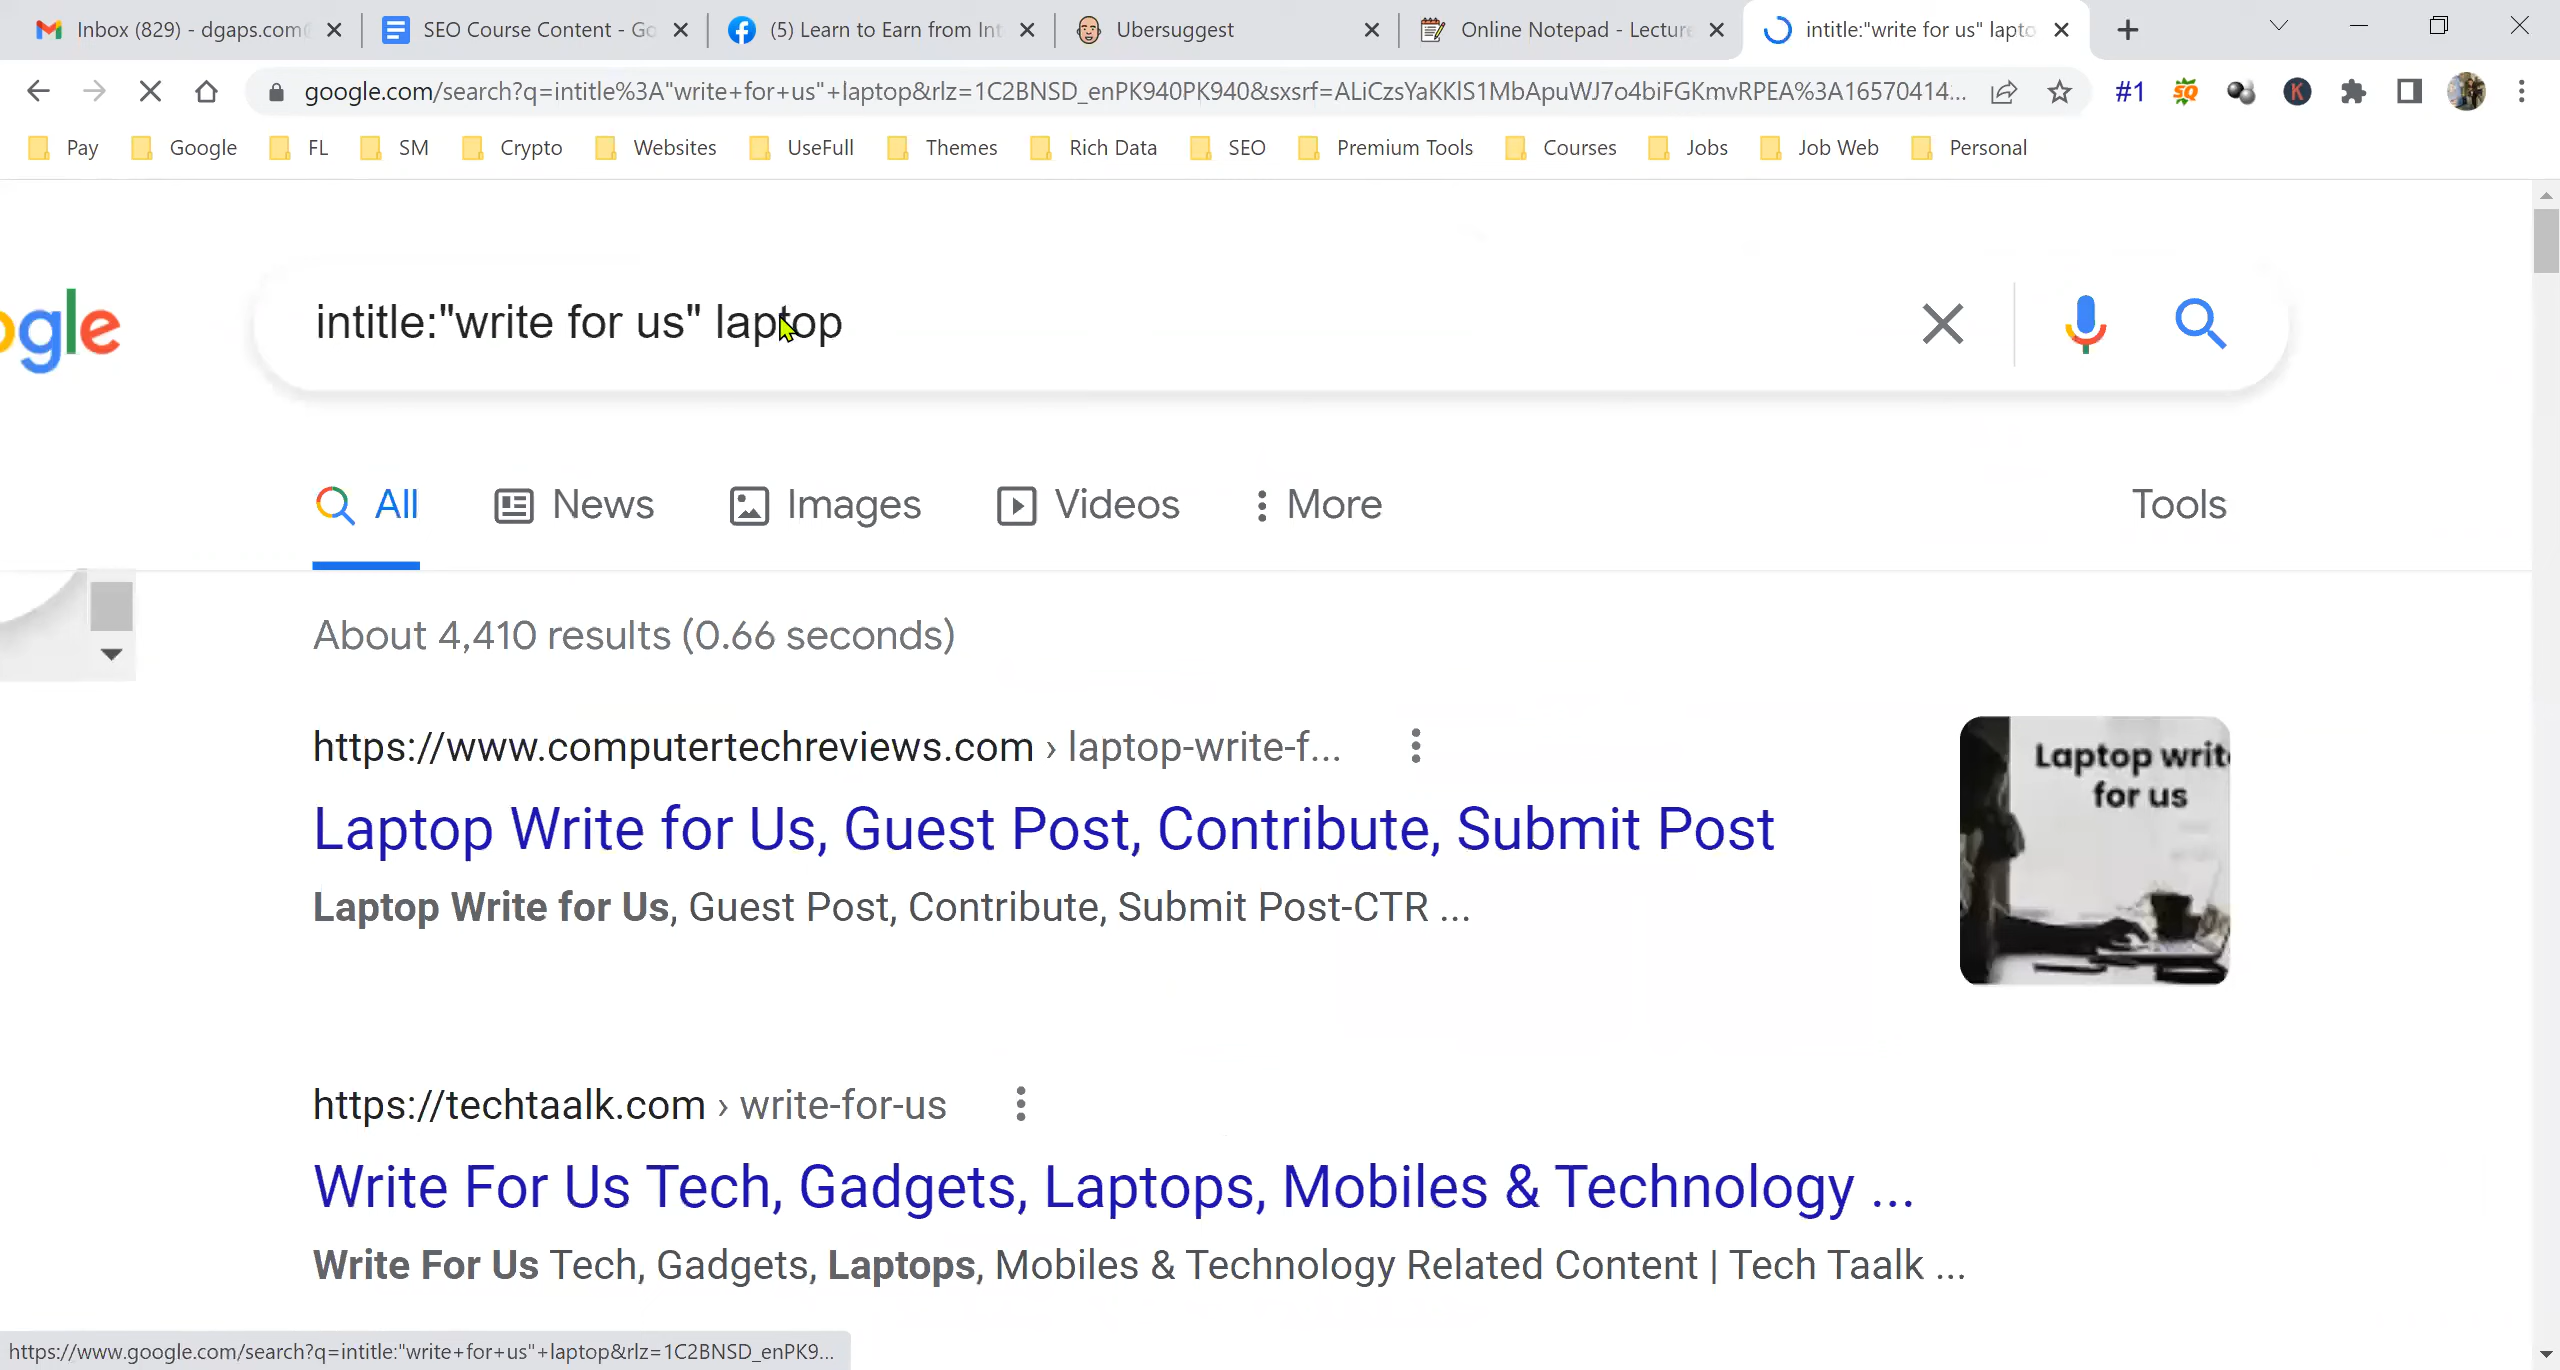 Inbox (829) - dgaps.com
SEO Course Content - Go
(5) Learn to Earn from Int
Ubersuggest
Online Notepad - Lecture
intitle:"write for us" lapto
google.com/search?q=intitle%3A"write+for+us"+laptop&rlz=1C2BNSD_enPK940PK940&sxsrf=ALiCzsYaKKlS1MbApuWJ7o4biFGKmvRPEA%3A16570414...
#1
SQ
K
Pay
Google
FL
SM
Crypto
Websites
UseFull
Themes
Rich Data
SEO
Premium Tools
Courses
Jobs
Job Web
Personal
ogle
intitle:"write for us" laptop
All
News
Images
Videos
More
Tools
About 4,410 results (0.66 seconds)
https://www.computertechreviews.com › laptop-write-f...
Laptop Write for Us, Guest Post, Contribute, Submit Post
Laptop Write for Us, Guest Post, Contribute, Submit Post-CTR ...
Laptop writ
for us
https://techtaalk.com › write-for-us
Write For Us Tech, Gadgets, Laptops, Mobiles & Technology ...
Write For Us Tech, Gadgets, Laptops, Mobiles & Technology Related Content | Tech Taalk ...
https://www.google.com/search?q=intitle:"write+for+us"+laptop&rlz=1C2BNSD_enPK9...